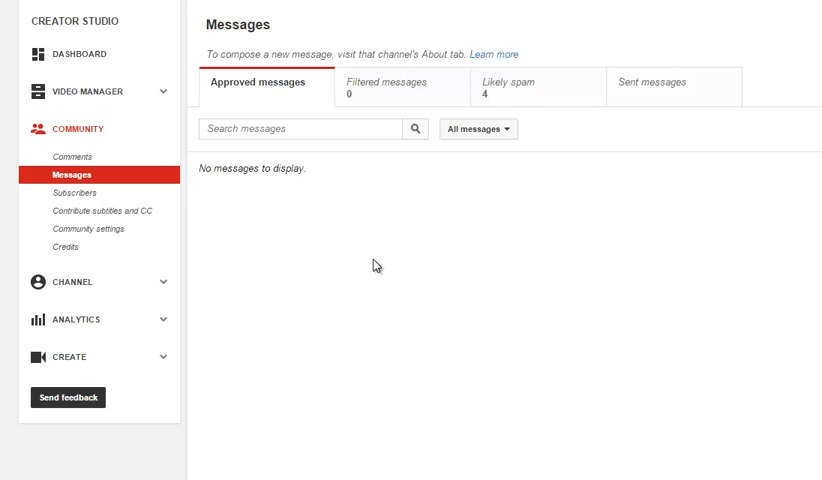 CREATOR STUDIO
DASHBOARD
VIDEO MANAGER
COMMUNITY
Comments
Messages
Subscribers
Contribute subtitles and CC
Community settings
Credits
CHANNEL
ANALYTICS
CREATE
Send feedback
Messages
To compose a new message, visit that channel's About tab. Learn more
Approved messages
Filtered messages
0
Likely spam
4
Sent messages
Search messages
All messages
No messages to display.